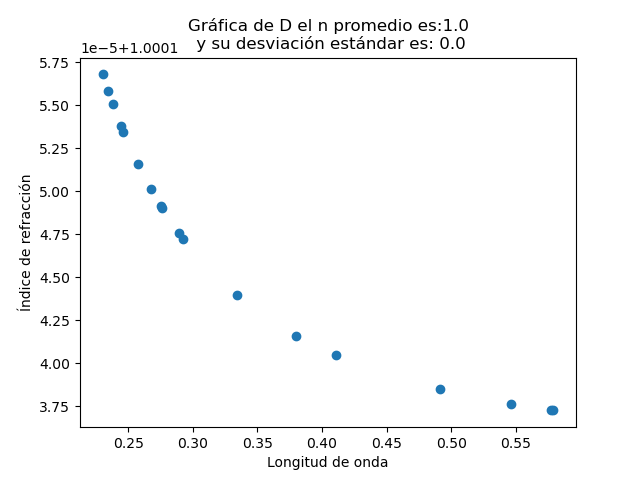 Gráfica de D el n promedio es:1.0
y su desviación estándar es: 0.0
1e−5+1.0001
5.75
5.50
5.25
5.00
4.75
4.50
4.25
4.00
3.75
Índice de refracción
0.25 0.30 0.35 0.40 0.45 0.50 0.55
Longitud de onda